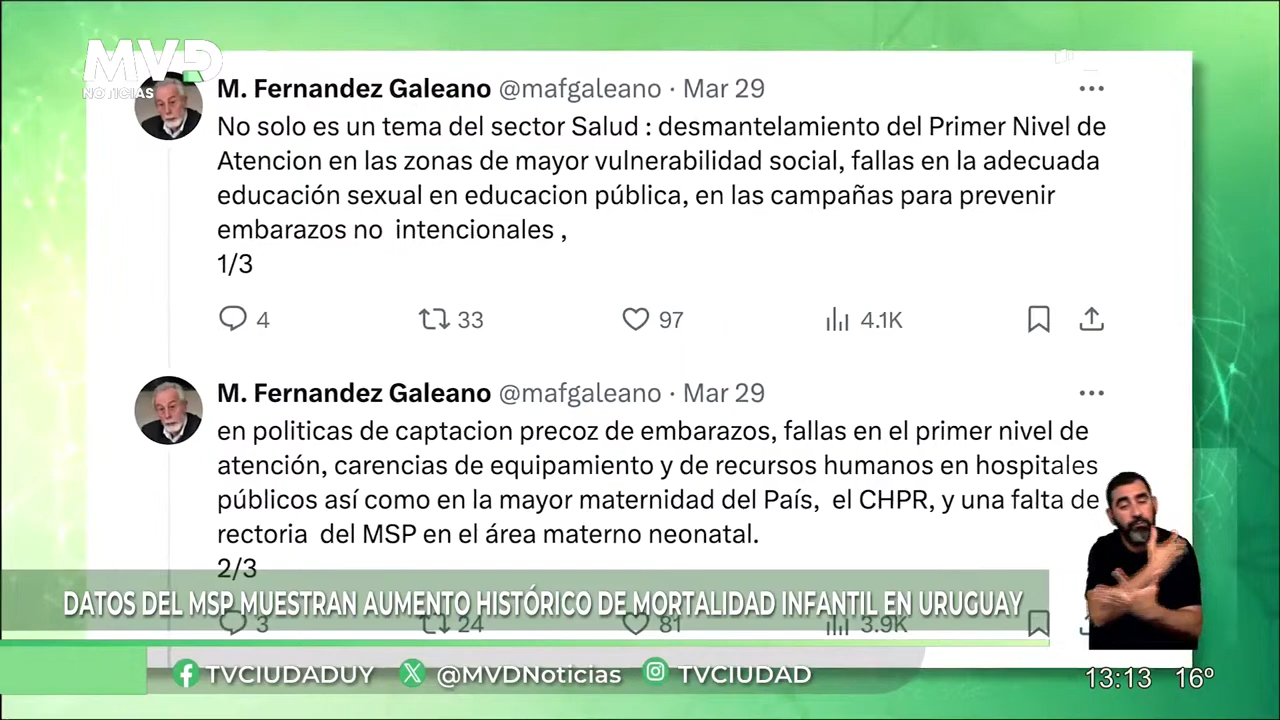 MVD
NOTICIAS
M. Fernandez Galeano @mafgaleano · Mar 29
No solo es un tema del sector Salud : desmantelamiento del Primer Nivel de
Atencion en las zonas de mayor vulnerabilidad social, fallas en la adecuada
educación sexual en educacion pública, en las campañas para prevenir
embarazos no intencionales ,
1/3
4 33 97 4.1K
M. Fernandez Galeano @mafgaleano · Mar 29
en politicas de captacion precoz de embarazos, fallas en el primer nivel de
atención, carencias de equipamiento y de recursos humanos en hospitales
públicos así como en la mayor maternidad del País, el CHPR, y una falta de
rectoria del MSP en el área materno neonatal.
2/3
DATOS DEL MSP MUESTRAN AUMENTO HISTÓRICO DE MORTALIDAD INFANTIL EN URUGUAY
3 24 81 3.9K
TVCIUDADUY @MVDNoticias TVCIUDAD
13:13 16º